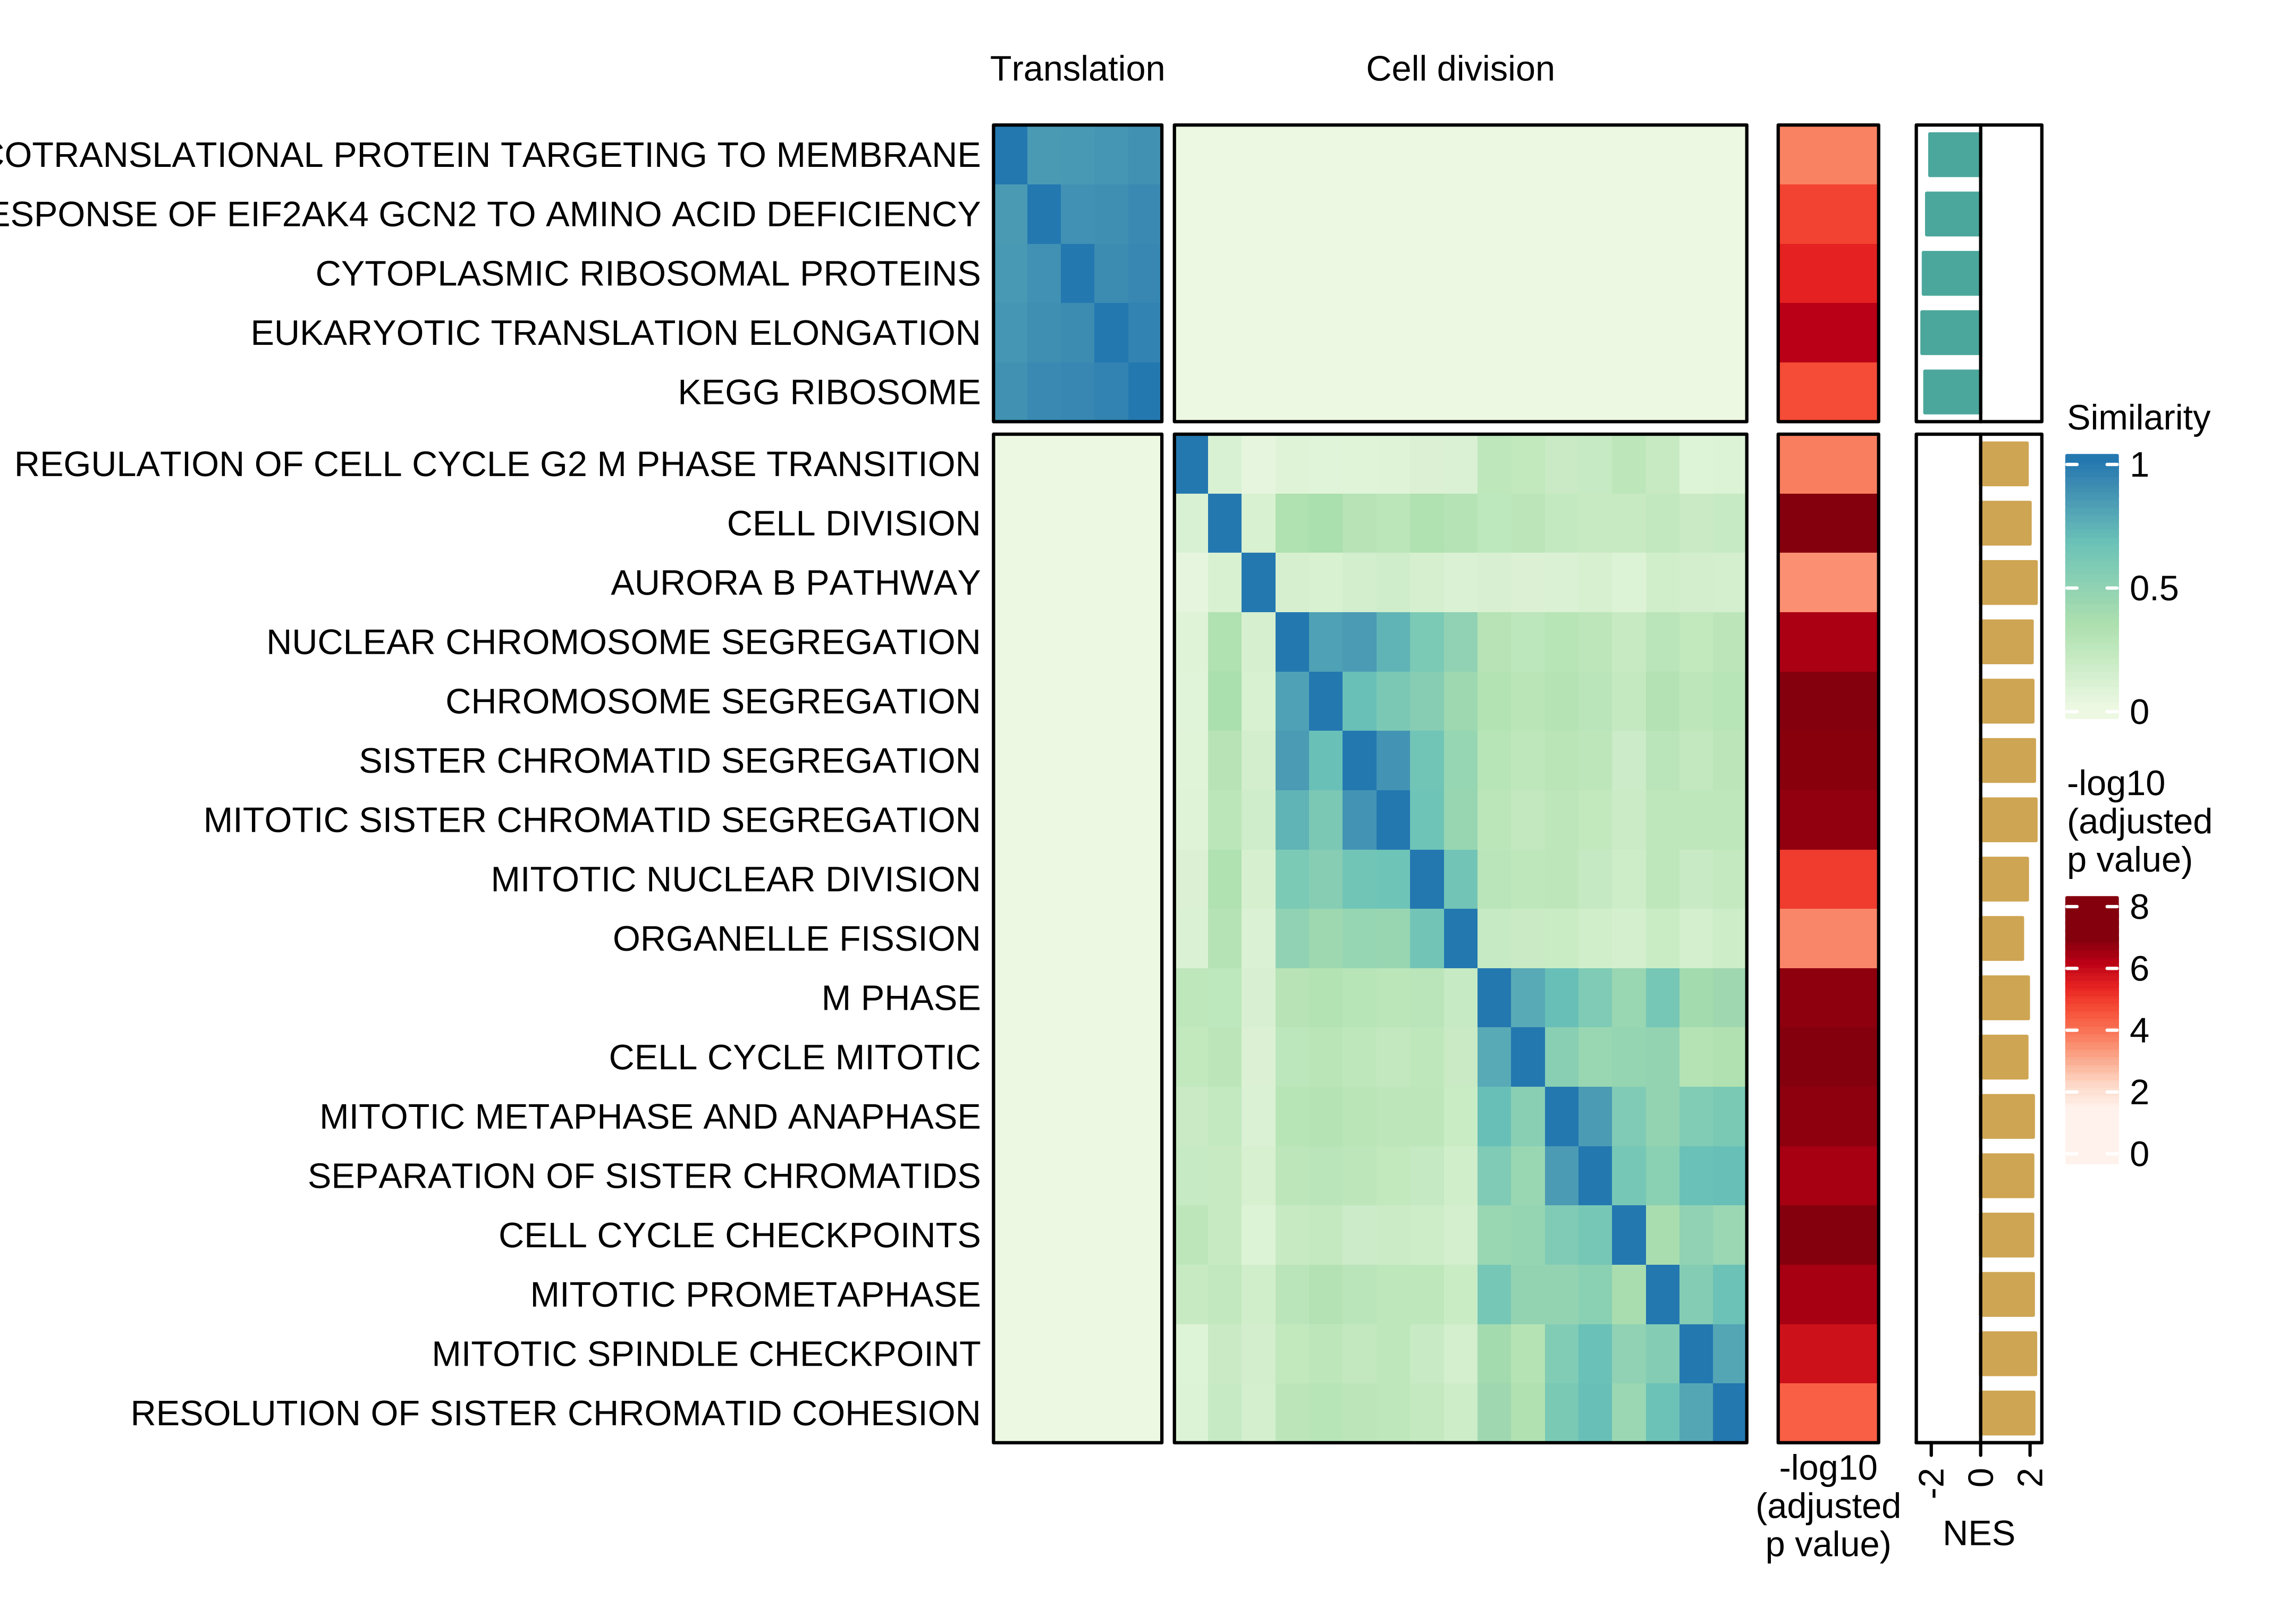 Translation
Cell division
PROTEIN TARGETING TO MEMBRANE
OF EIF2AK4 GCN2 TO AMINO ACID DEFICIENCY
CYTOPLASMIC RIBOSOMAL PROTEINS
EUKARYOTIC TRANSLATION ELONGATION
KEGG RIBOSOME
REGULATION OF CELL CYCLE G2 M PHASE TRANSITION
CELL DIVISION
AURORA B PATHWAY
NUCLEAR CHROMOSOME SEGREGATION
CHROMOSOME SEGREGATION
SISTER CHROMATID SEGREGATION
MITOTIC SISTER CHROMATID SEGREGATION
MITOTIC NUCLEAR DIVISION
ORGANELLE FISSION
M PHASE
CELL CYCLE MITOTIC
MITOTIC METAPHASE AND ANAPHASE
SEPARATION OF SISTER CHROMATIDS
CELL CYCLE CHECKPOINTS
MITOTIC PROMETAPHASE
MITOTIC SPINDLE CHECKPOINT
RESOLUTION OF SISTER CHROMATID COHESION
-log10
(adjusted
p value)
-2
0
2
NES
Similarity
1
0.5
0
-log10
(adjusted
p value)
8
6
4
2
0